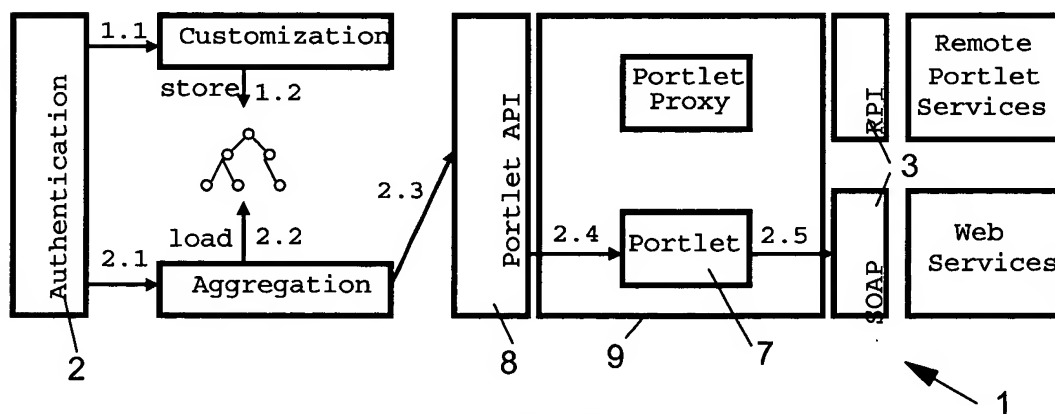 1.1
Customization
store
1.2
Authentication
2.1
load
2.2
Aggregation
2.3
Portlet API
Portlet
Proxy
2.4
Portlet
2.5
RPI
SOAP
3
Remote
Portlet
Services
Web
Services
2
8
9
7
1